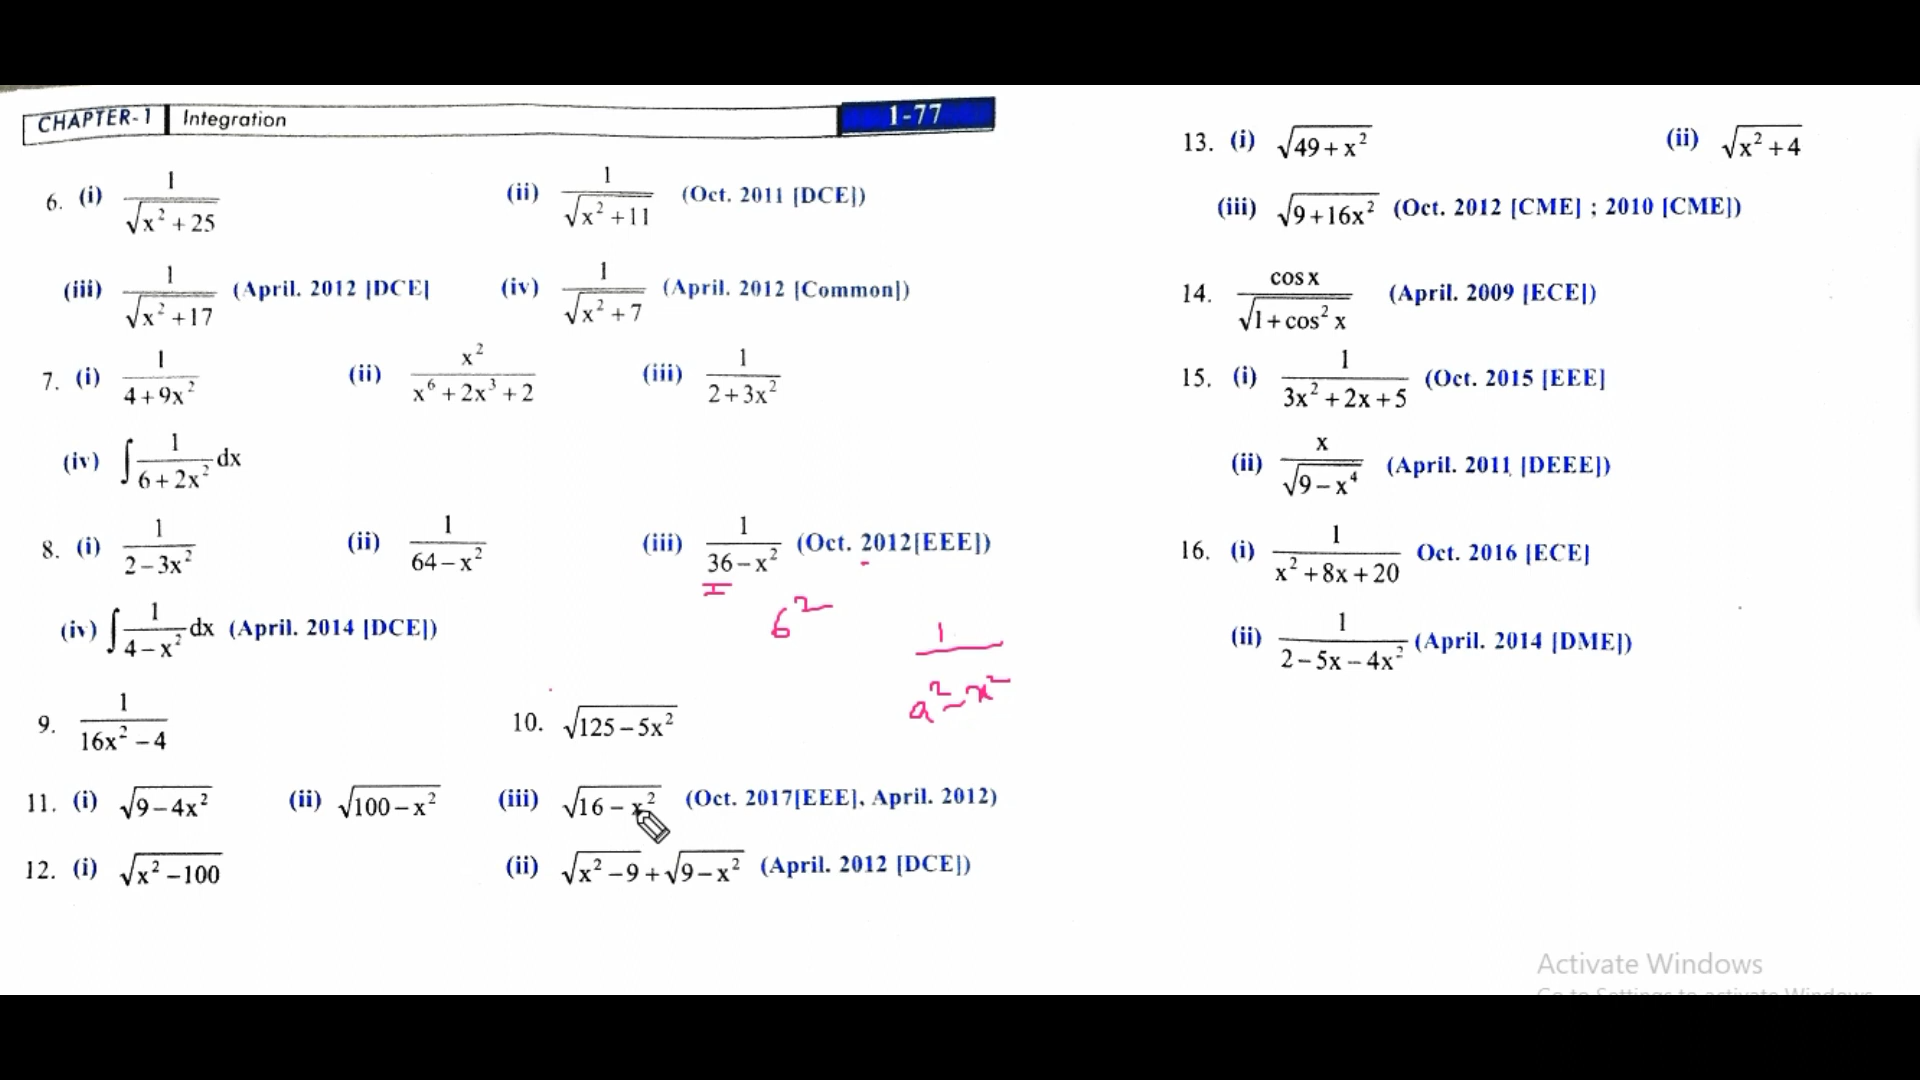 CHAPTER-1 Integration 1-77
6. (i) 1/√(x² + 25) (ii) 1/√(x² + 11) (Oct. 2011 [DCE])
(iii) 1/√(x² + 17) (April. 2012 [DCE] (iv) 1/√(x² + 7) (April. 2012 [Common])
7. (i) 1/(4 + 9x²) (ii) x²/(x⁶ + 2x³ + 2) (iii) 1/(2 + 3x²)
(iv) ∫ 1/(6 + 2x²) dx
8. (i) 1/(2 – 3x²) (ii) 1/(64 – x²) (iii) 1/(36 – x²) (Oct. 2012[EEE])
6²
(iv) ∫ 1/(4 – x²) dx (April. 2014 [DCE])
1/(a² – x²)
9. 1/(16x² – 4) 10. √(125 – 5x²)
11. (i) √(9 – 4x²) (ii) √(100 – x²) (iii) √(16 – x²) (Oct. 2017[EEE], April. 2012)
12. (i) √(x² – 100) (ii) √(x² – 9) + √(9 – x²) (April. 2012 [DCE])
13. (i) √(49 + x²) (ii) √(x² + 4)
(iii) √(9 + 16x²) (Oct. 2012 [CME] ; 2010 [CME])
14. cos x/√(1 + cos² x) (April. 2009 [ECE])
15. (i) 1/(3x² + 2x + 5) (Oct. 2015 [EEE]
(ii) x/√(9 – x⁴) (April. 2011 [DEEE])
16. (i) 1/(x² + 8x + 20) Oct. 2016 [ECE]
(ii) 1/(2 – 5x – 4x²) (April. 2014 [DME])
Activate Windows